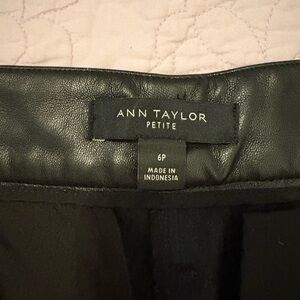 ANN TAYLOR
PETITE
6P
MADE IN
INDONESIA